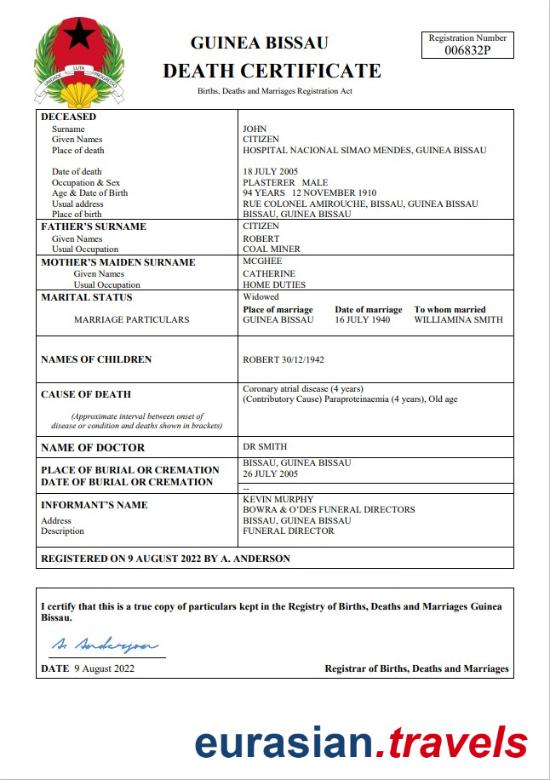 GUINEA BISSAU
DEATH CERTIFICATE
Births, Deaths and Marriages Registration Act
Registration Number
006832P
UNIDADE LUTA PROGRESSO
DECEASED
Surname JOHN
Given Names CITIZEN
Place of death HOSPITAL NACIONAL SIMAO MENDES, GUINEA BISSAU
Date of death 18 JULY 2005
Occupation & Sex PLASTERER MALE
Age & Date of Birth 94 YEARS 12 NOVEMBER 1910
Usual address RUE COLONEL AMIROUCHE, BISSAU, GUINEA BISSAU
Place of birth BISSAU, GUINEA BISSAU
FATHER'S SURNAME CITIZEN
Given Names ROBERT
Usual Occupation COAL MINER
MOTHER'S MAIDEN SURNAME MCGHEE
Given Names CATHERINE
Usual Occupation HOME DUTIES
MARITAL STATUS Widowed
Place of marriage Date of marriage To whom married
MARRIAGE PARTICULARS GUINEA BISSAU 16 JULY 1940 WILLIAMINA SMITH
NAMES OF CHILDREN ROBERT 30/12/1942
CAUSE OF DEATH Coronary atrial disease (4 years)
(Contributory Cause) Paraproteinaemia (4 years), Old age
(Approximate interval between onset of
disease or condition and deaths shown in brackets)
NAME OF DOCTOR DR SMITH
PLACE OF BURIAL OR CREMATION BISSAU, GUINEA BISSAU
DATE OF BURIAL OR CREMATION 26 JULY 2005
--
INFORMANT'S NAME KEVIN MURPHY
BOWRA & O'DES FUNERAL DIRECTORS
Address BISSAU, GUINEA BISSAU
Description FUNERAL DIRECTOR
REGISTERED ON 9 AUGUST 2022 BY A. ANDERSON
I certify that this is a true copy of particulars kept in the Registry of Births, Deaths and Marriages Guinea
Bissau.
A. Anderson
DATE 9 August 2022 Registrar of Births, Deaths and Marriages
eurasian.travels